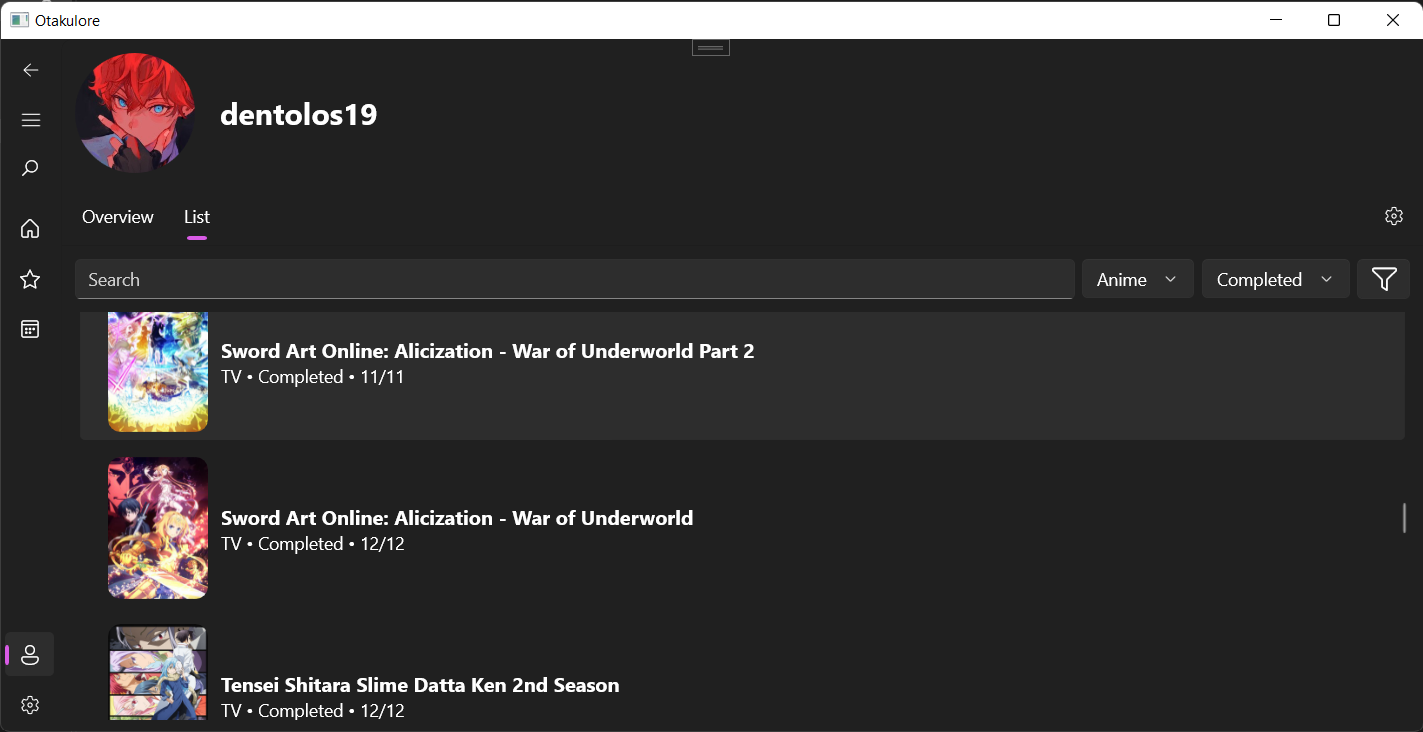 Otakulore
dentolos19
Overview List
Search Anime Completed
Sword Art Online: Alicization - War of Underworld Part 2
TV • Completed • 11/11
Sword Art Online: Alicization - War of Underworld
TV • Completed • 12/12
Tensei Shitara Slime Datta Ken 2nd Season
TV • Completed • 12/12